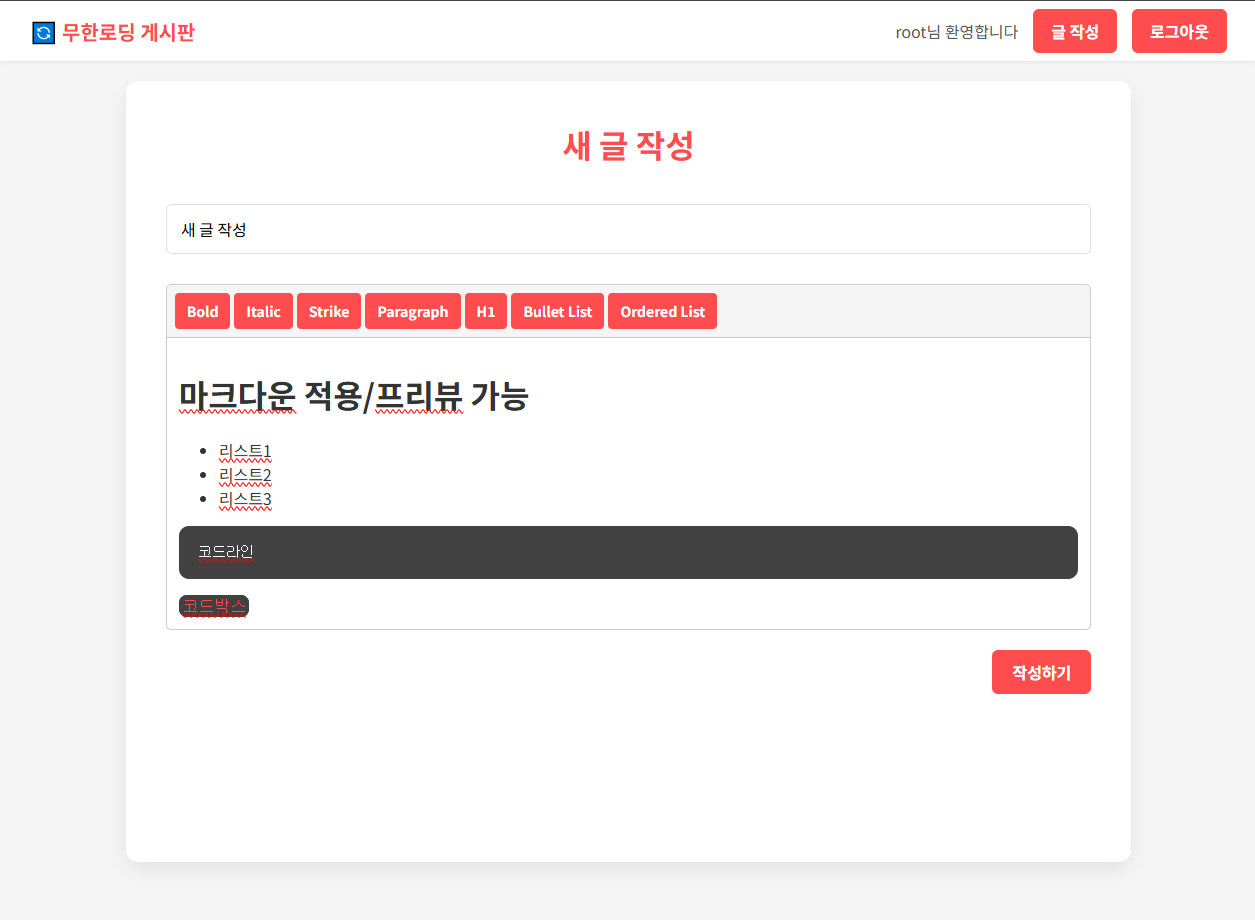 무한로딩 게시판
root님 환영합니다 글 작성 로그아웃
새 글 작성
새 글 작성
Bold Italic Strike Paragraph H1 Bullet List Ordered List
마크다운 적용/프리뷰 가능
리스트1
리스트2
리스트3
코드라인
코드박스
작성하기